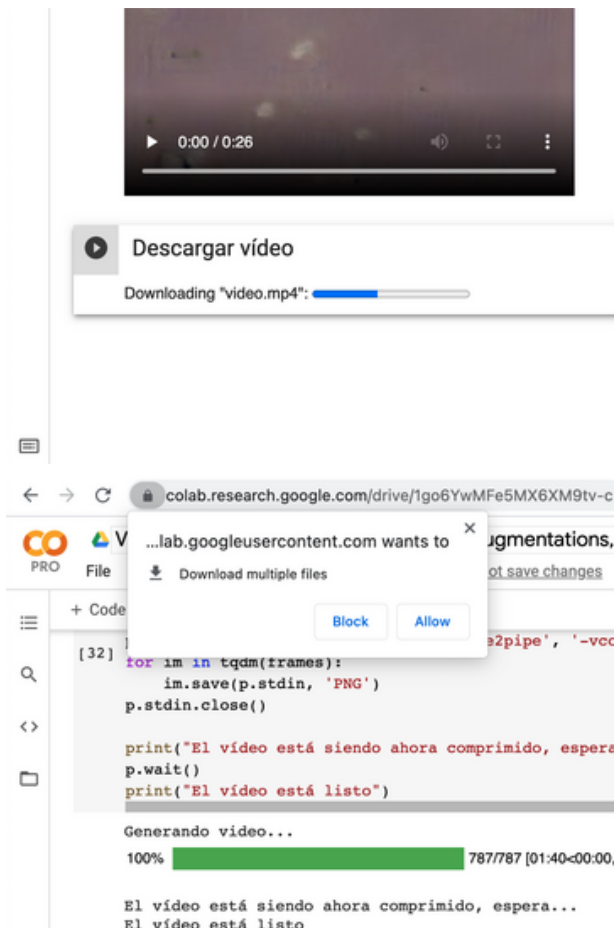 0:00 / 0:26
Descargar vídeo
Downloading "video.mp4":
colab.research.google.com/drive/1go6YwMFe5MX6XM9tv-c
CO
PRO
V
ugmentations,
File
ot save changes
...lab.googleusercontent.com wants to
Download multiple files
Block
Allow
+ Code
[32]
e2pipe', '-vco
for im in tqdm(frames):
im.save(p.stdin, 'PNG')
p.stdin.close()
print("El vídeo está siendo ahora comprimido, espera
p.wait()
print("El vídeo está listo")
Generando video...
100%
787/787 [01:40<00:00,
El vídeo está siendo ahora comprimido, espera...
El vídeo está listo